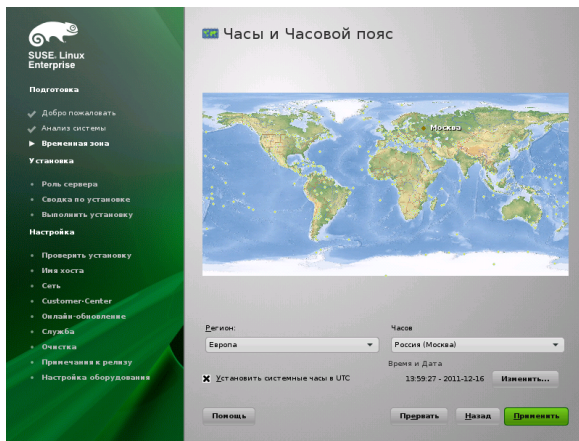 SUSE. Linux
Enterprise
Подготовка
Добро пожаловать
Анализ системы
Временная зона
Установка
Роль сервера
Сводка по установке
Выполнить установку
Настройка
Проверить установку
Имя хоста
Сеть
Customer-Center
Онлайн-обновление
Служба
Очистка
Примечания к релизу
Настройка оборудования
Часы и Часовой пояс
Москва
Регион:
Европа
Часов
Россия (Москва)
Установить системные часы в UTC
Время и Дата
13:59:27 - 2011-12-16
Изменить...
Помощь
Прервать
Назад
Применить